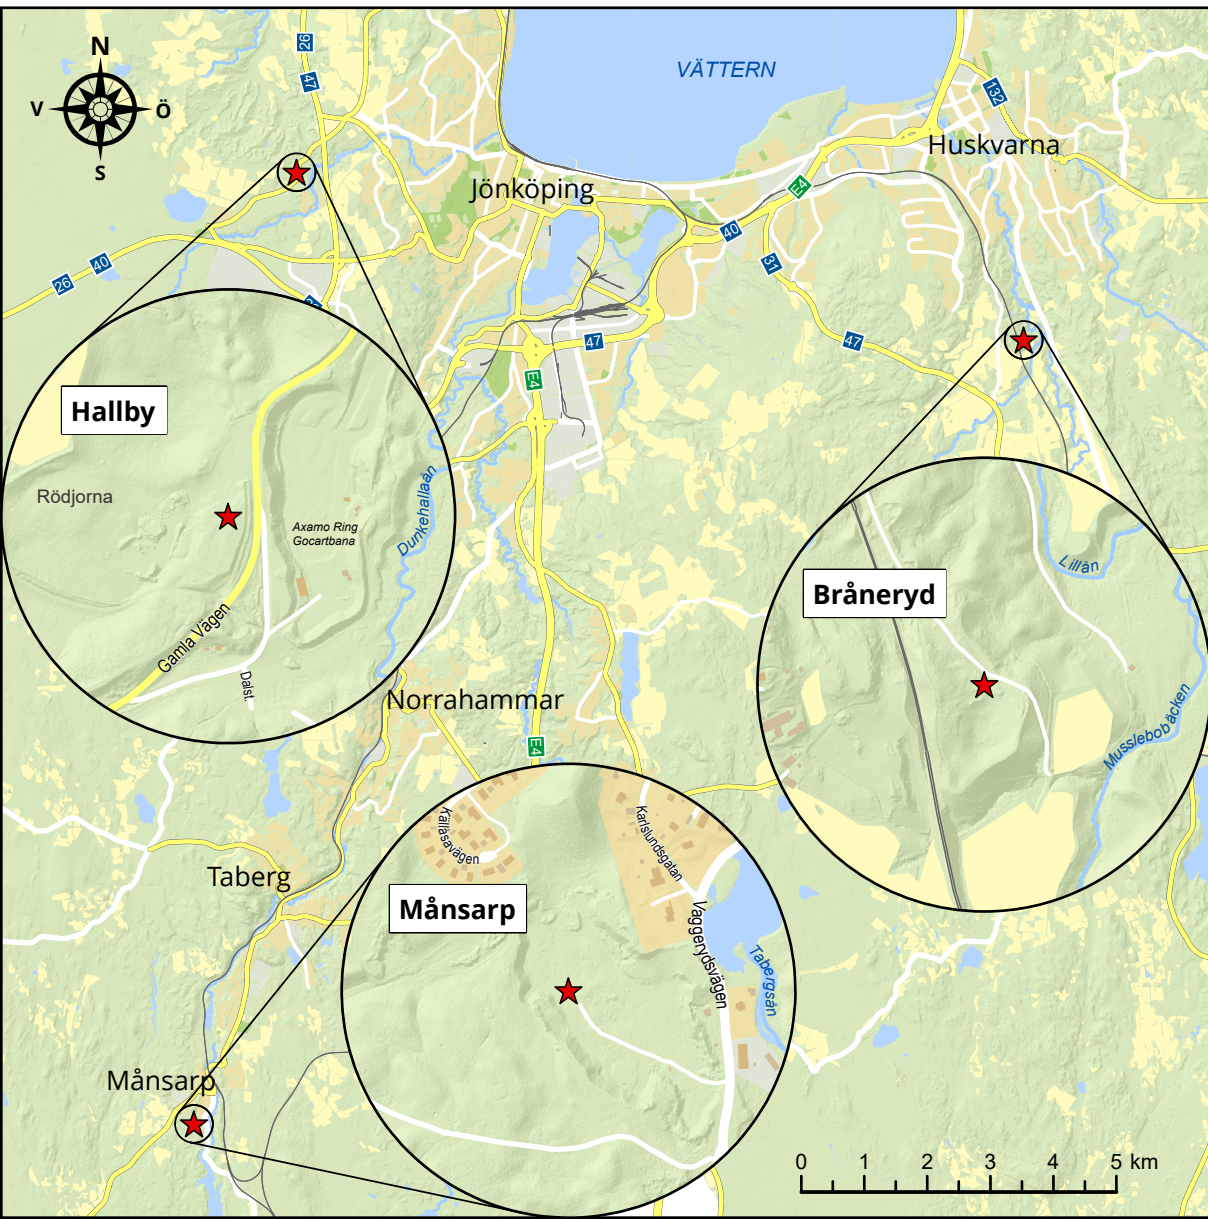 N
V
Ö
S
26
47
VÄTTERN
132
Huskvarna
Jönköping
E4
40
31
26
40
47
47
E4
Hallby
Rödjorna
Axamo Ring
Gocartbana
Gamla Vägen
Dalst.
Dunkehallaån
Bråneryd
Lillån
Musslebobäcken
Norrahammar
E4
Taberg
Månsarp
Källåsavägen
Karlslundsgatan
Vaggerydsvägen
Tabergsån
Månsarp
0 1 2 3 4 5 km